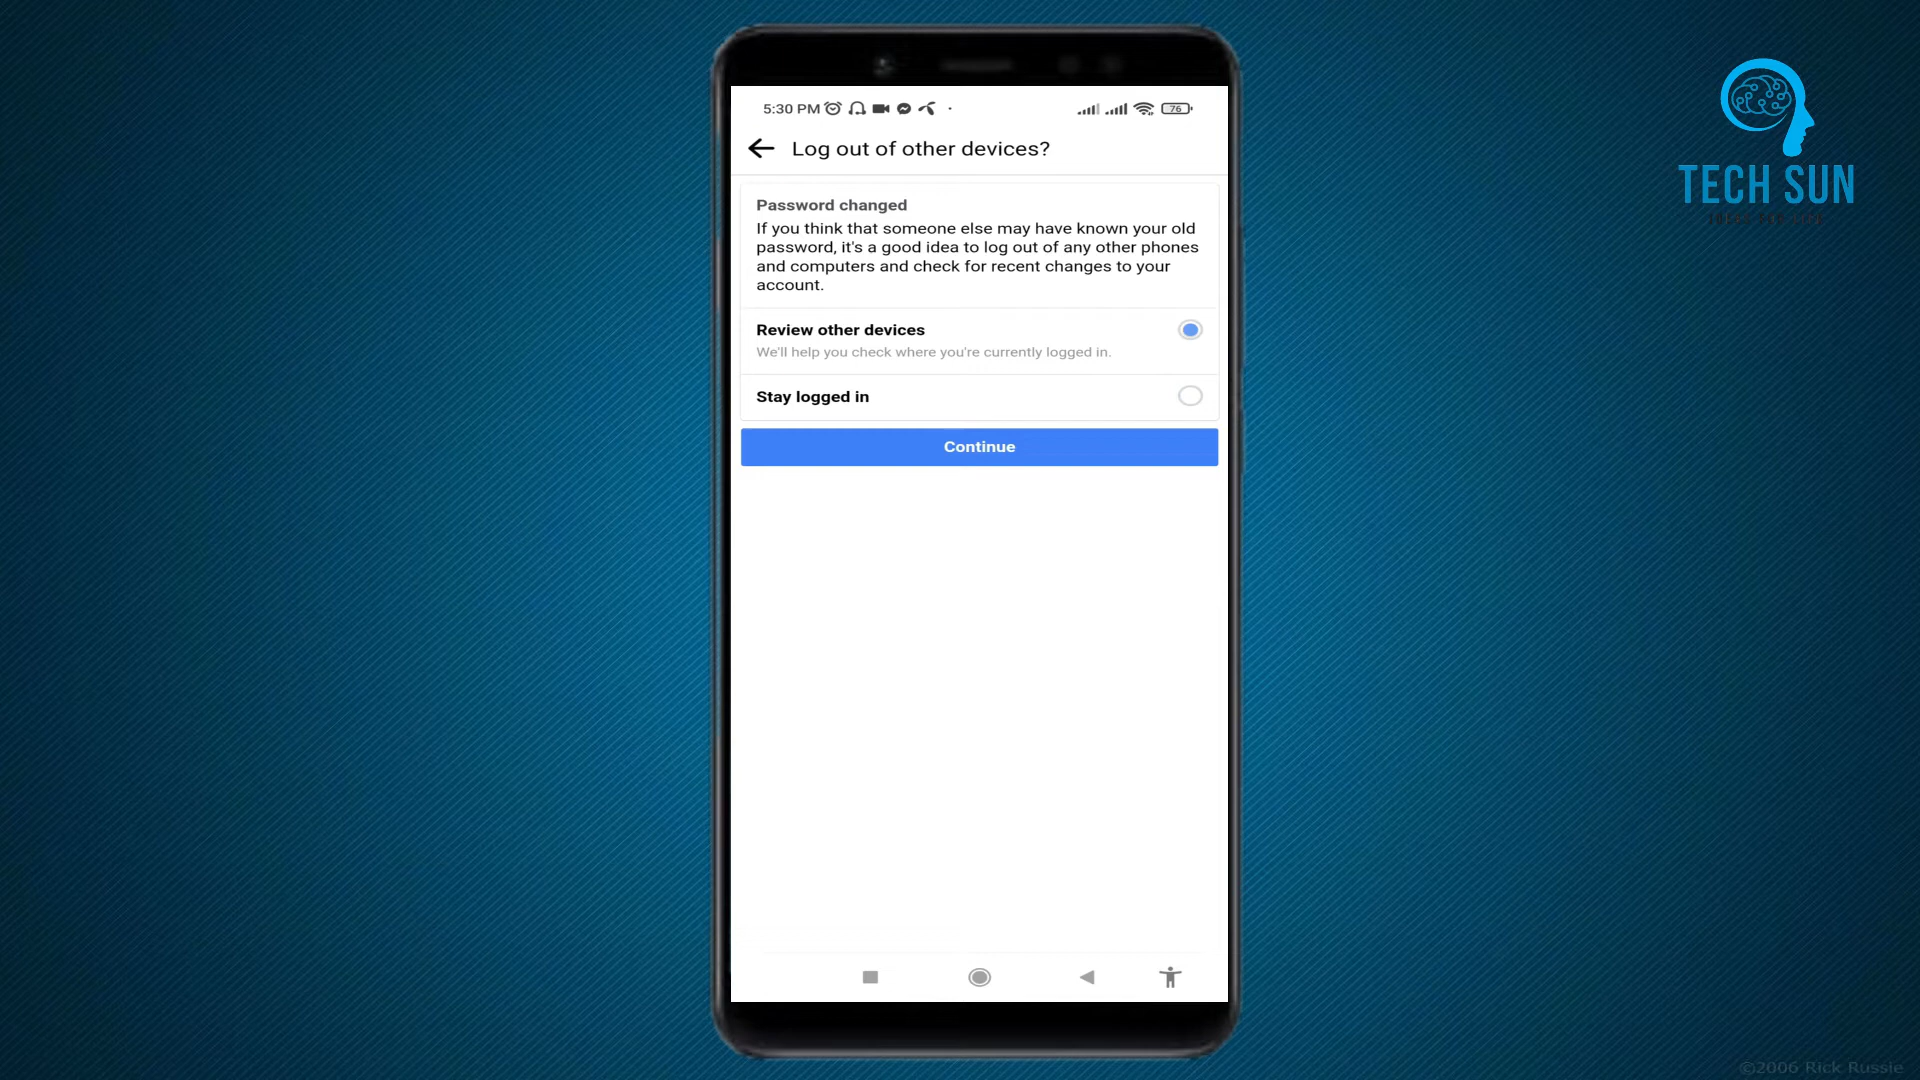 5:30 PM
76
Log out of other devices?
Password changed
If you think that someone else may have known your old
password, it's a good idea to log out of any other phones
and computers and check for recent changes to your
account.
Review other devices
We'll help you check where you're currently logged in.
Stay logged in
Continue
TECH SUN
©2006 Rick Russie